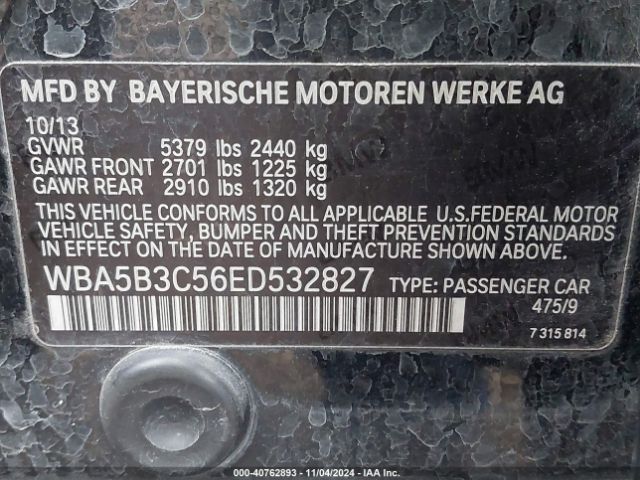 MFD BY BAYERISCHE MOTOREN WERKE AG
10/13
GVWR 5379 lbs 2440 kg
GAWR FRONT 2701 lbs 1225 kg
GAWR REAR 2910 lbs 1320 kg
THIS VEHICLE CONFORMS TO ALL APPLICABLE U.S.FEDERAL MOTOR
VEHICLE SAFETY, BUMPER AND THEFT PREVENTION STANDARDS
IN EFFECT ON THE DATE OF MANUFACTURE SHOWN ABOVE.
WBA5B3C56ED532827 TYPE: PASSENGER CAR
475/9
7 315 814
000-40762893 - 11/04/2024 - IAA Inc.